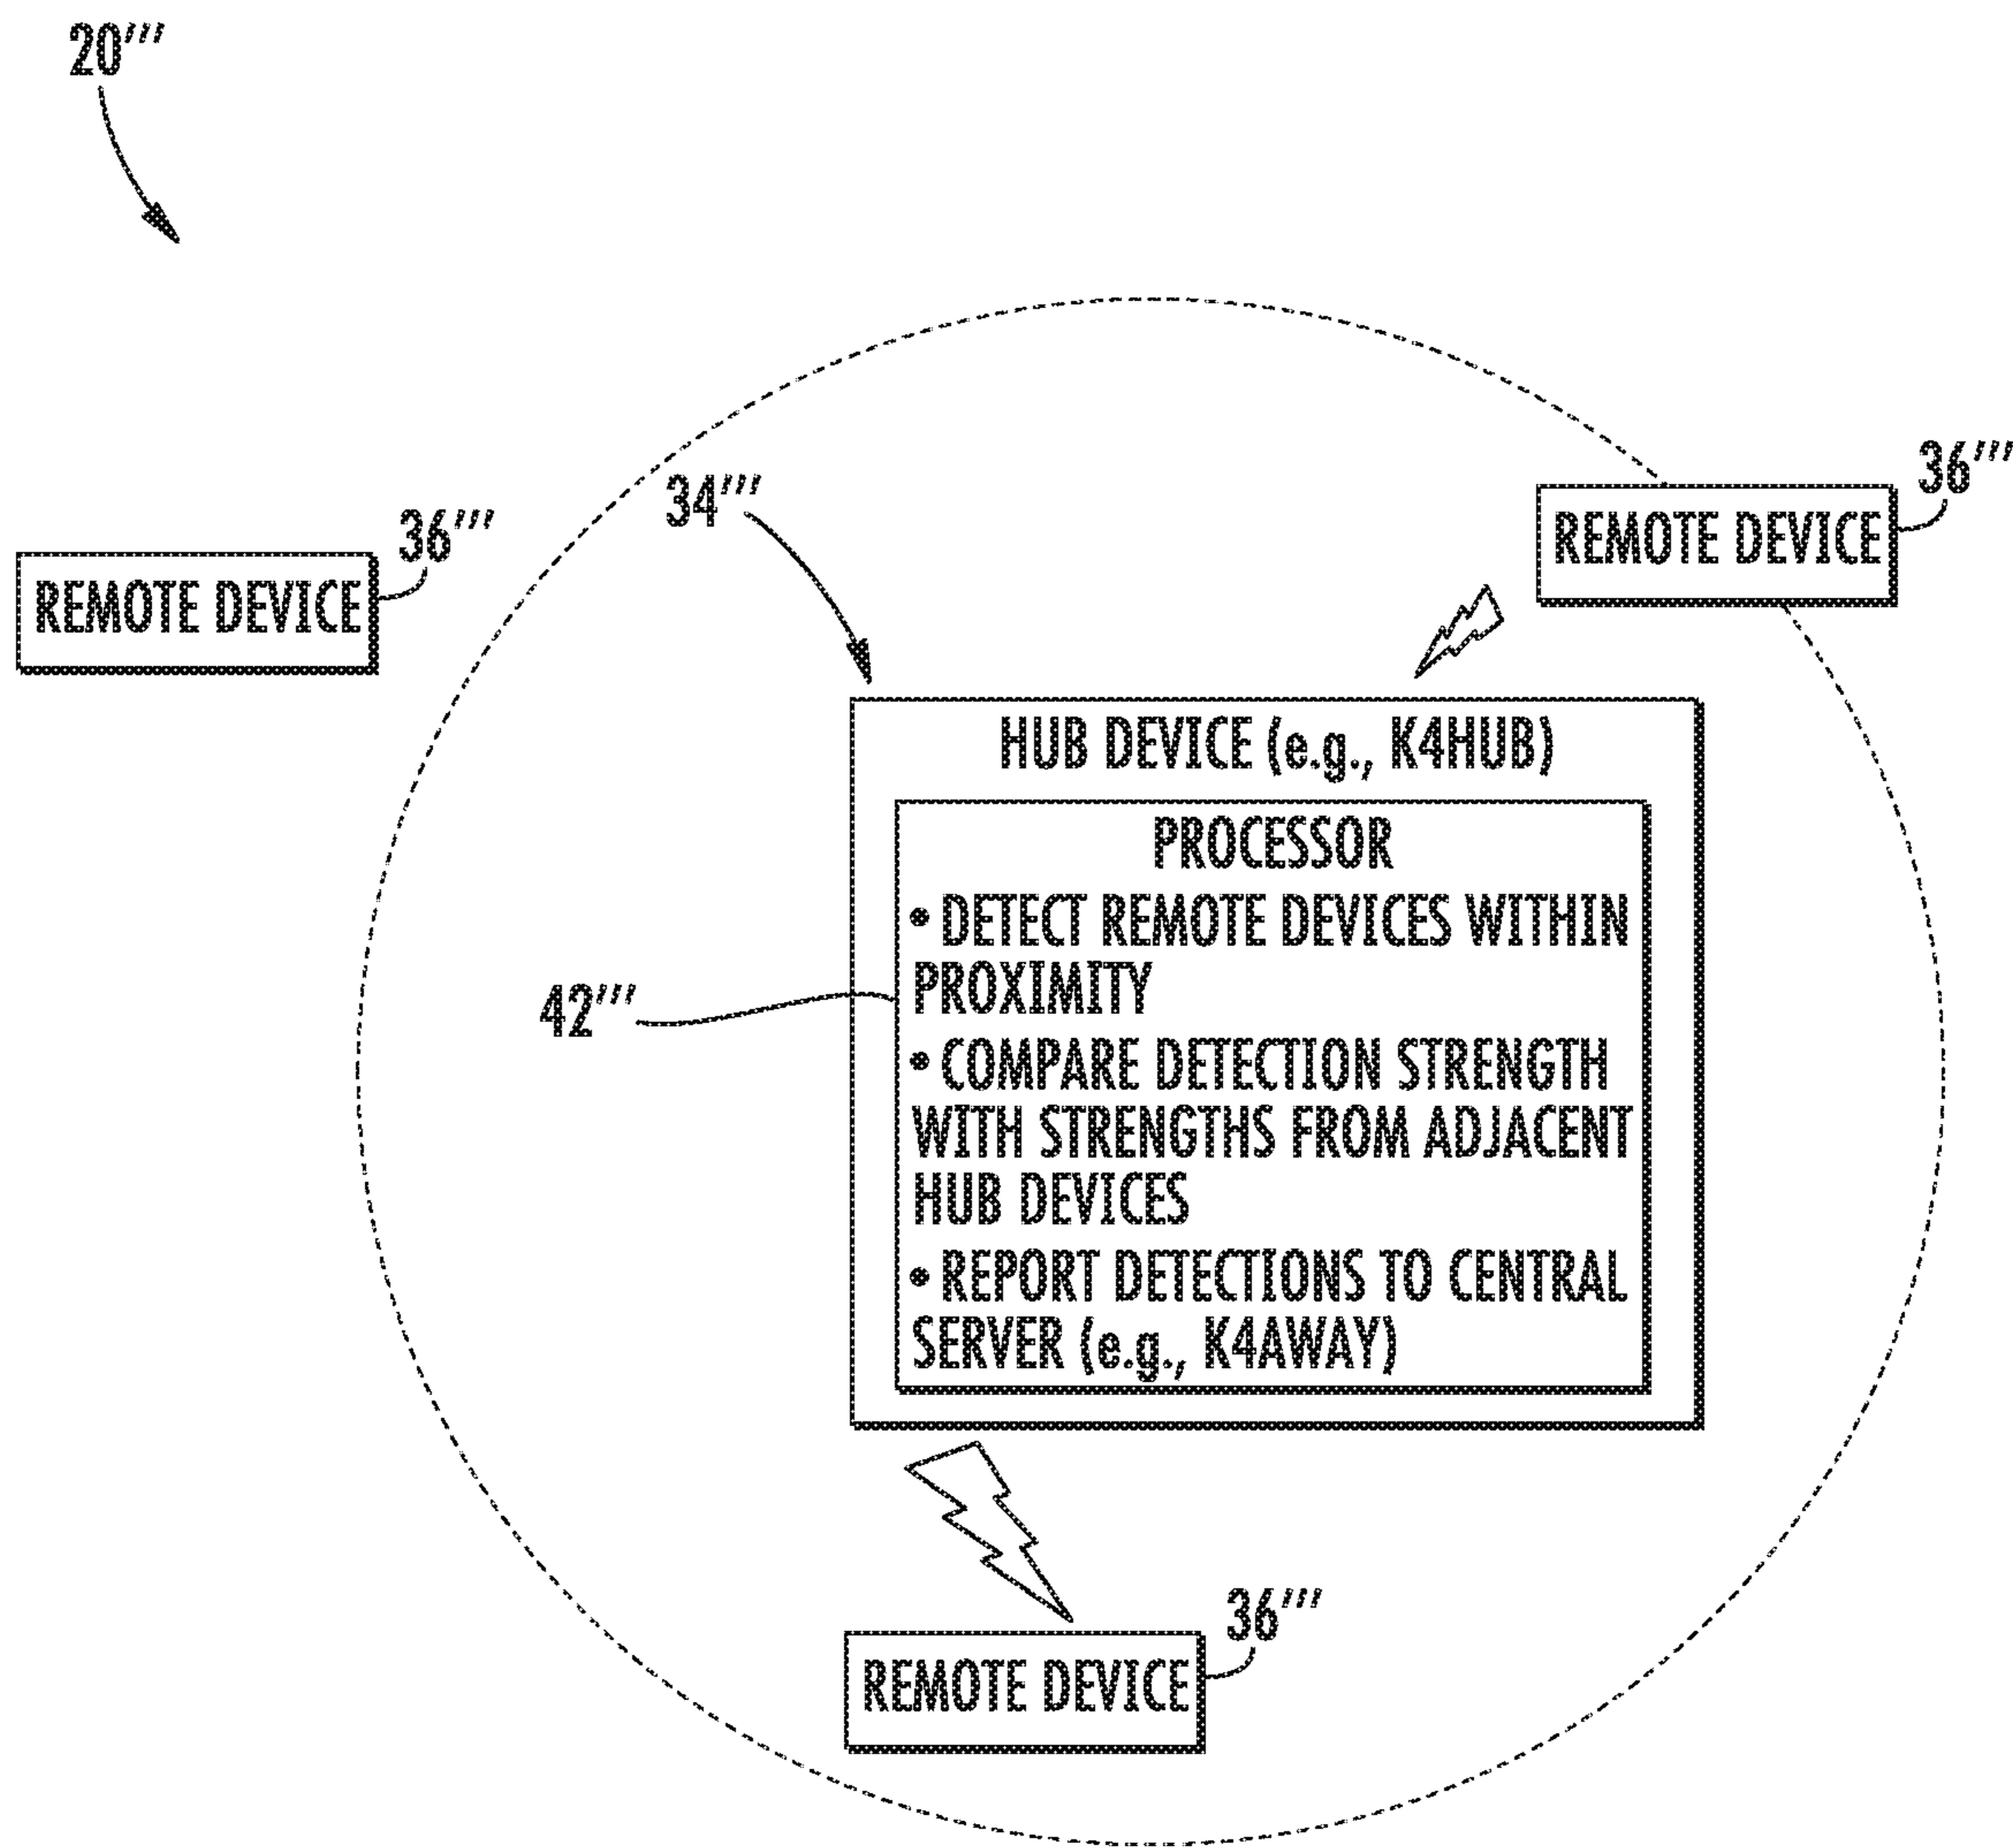 20'''
34'''
36'''
REMOTE DEVICE
36'''
REMOTE DEVICE
HUB DEVICE (e.g., K4HUB)
PROCESSOR
• DETECT REMOTE DEVICES WITHIN
PROXIMITY
• COMPARE DETECTION STRENGTH
WITH STRENGTHS FROM ADJACENT
HUB DEVICES
• REPORT DETECTIONS TO CENTRAL
SERVER (e.g., K4AWAY)
42'''
36'''
REMOTE DEVICE